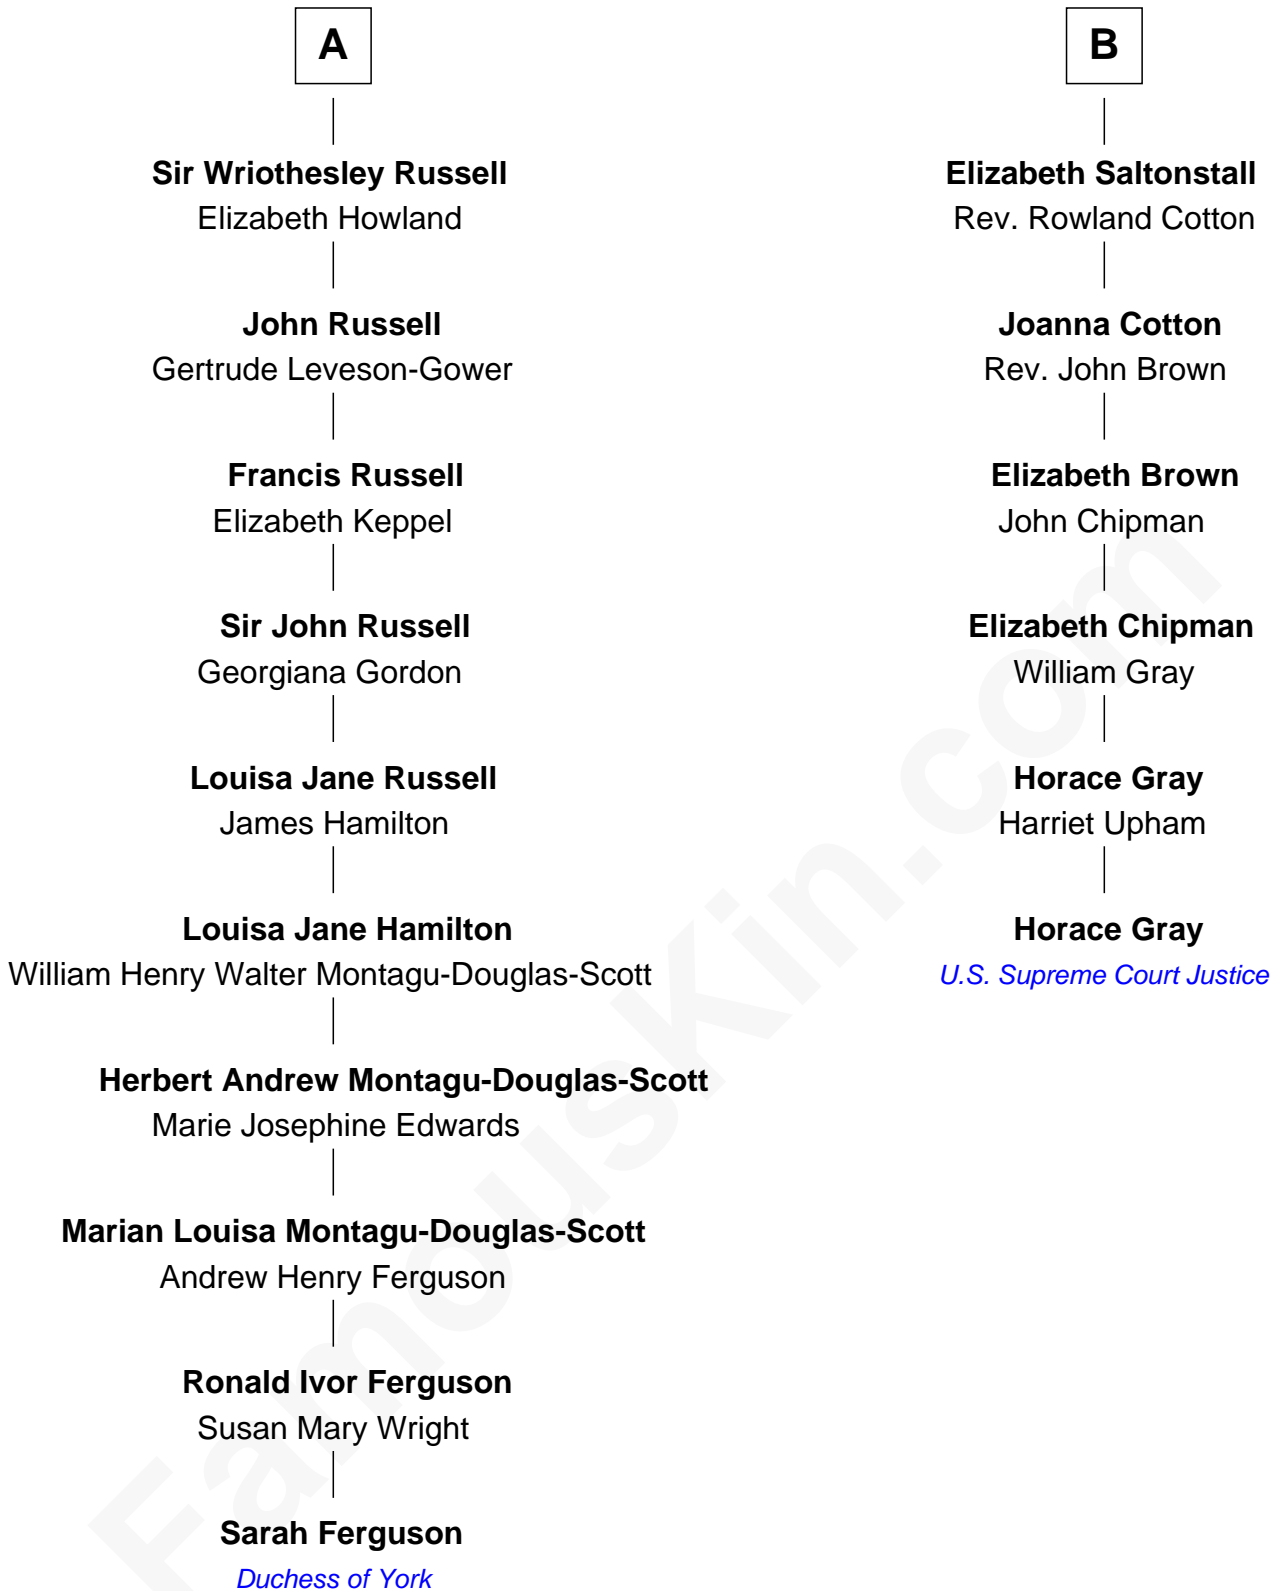 A
Sir Wriothesley Russell
Elizabeth Howland
John Russell
Gertrude Leveson-Gower
Francis Russell
Elizabeth Keppel
Sir John Russell
Georgiana Gordon
Louisa Jane Russell
James Hamilton
Louisa Jane Hamilton
William Henry Walter Montagu-Douglas-Scott
Herbert Andrew Montagu-Douglas-Scott
Marie Josephine Edwards
Marian Louisa Montagu-Douglas-Scott
Andrew Henry Ferguson
Ronald Ivor Ferguson
Susan Mary Wright
Sarah Ferguson
Duchess of York
B
Elizabeth Saltonstall
Rev. Rowland Cotton
Joanna Cotton
Rev. John Brown
Elizabeth Brown
John Chipman
Elizabeth Chipman
William Gray
Horace Gray
Harriet Upham
Horace Gray
U.S. Supreme Court Justice
FamousKin.com